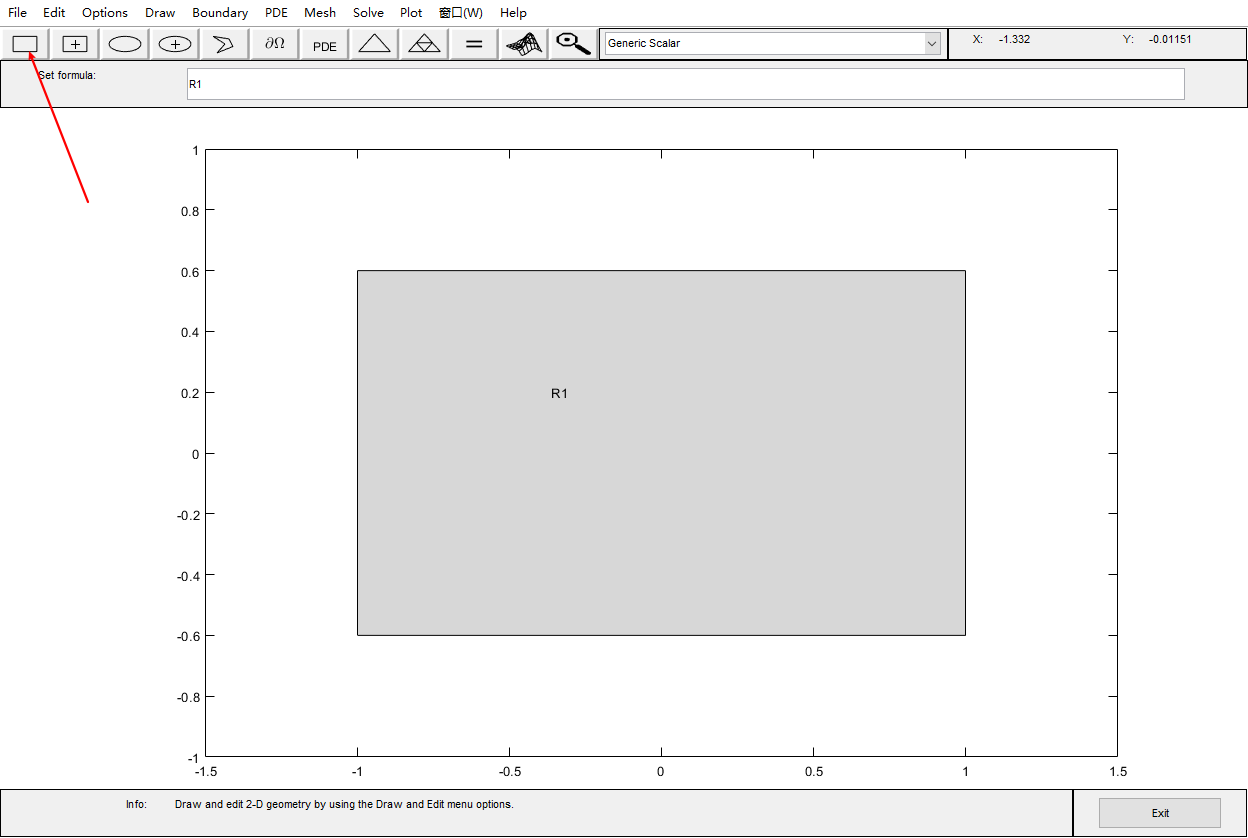 File Edit Options Draw Boundary PDE Mesh Solve Plot 窗口(W) Help
∂Ω PDE Generic Scalar X: -1.332 Y: -0.01151
Set formula: R1
1
0.8
0.6
0.4
R1
0.2
0
-0.2
-0.4
-0.6
-0.8
-1
-1.5 -1 -0.5 0 0.5 1 1.5
Info: Draw and edit 2-D geometry by using the Draw and Edit menu options. Exit